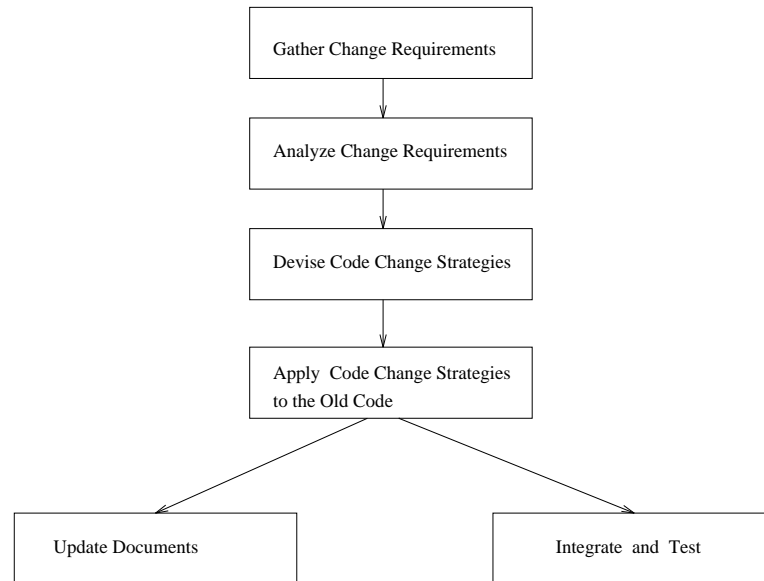 Gather Change Requirements
Analyze Change Requirements
Devise Code Change Strategies
Apply Code Change Strategies
to the Old Code
Update Documents
Integrate and Test